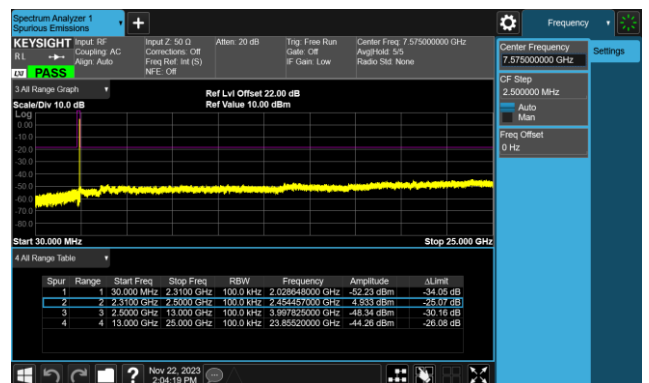 Spectrum Analyzer 1
Spurious Emissions
Frequency
KEYSIGHT
Input: RF
Input Z: 50 Ω
Atten: 20 dB
Trig: Free Run
Center Freq: 7.575000000 GHz
RL
Coupling: AC
Corrections: Off
Gate: Off
Avg|Hold: 5/5
Align: Auto
Freq Ref: Int (S)
IF Gain: Low
Radio Std: None
LXI
PASS
NFE: Off
Center Frequency
7.575000000 GHz
Settings
CF Step
2.500000 MHz
Auto
Man
Freq Offset
0 Hz
3 All Range Graph
Ref Lvl Offset 22.00 dB
Scale/Div 10.0 dB
Ref Value 10.00 dBm
Log
0.00
-10.0
-20.0
-30.0
-40.0
-50.0
-60.0
-70.0
-80.0
Start 30.000 MHz
Stop 25.000 GHz
4 All Range Table
Spur Range Start Freq Stop Freq RBW Frequency Amplitude ΔLimit
1 1 30.000 MHz 2.3100 GHz 100.0 kHz 2.028648000 GHz -52.23 dBm -34.05 dB
2 2 2.3100 GHz 2.5000 GHz 100.0 kHz 2.454457000 GHz 4.933 dBm -25.07 dB
3 3 2.5000 GHz 13.000 GHz 100.0 kHz 3.997825000 GHz -48.34 dBm -30.16 dB
4 4 13.000 GHz 25.000 GHz 100.0 kHz 23.85520000 GHz -44.26 dBm -26.08 dB
?
Nov 22, 2023
2:04:19 PM